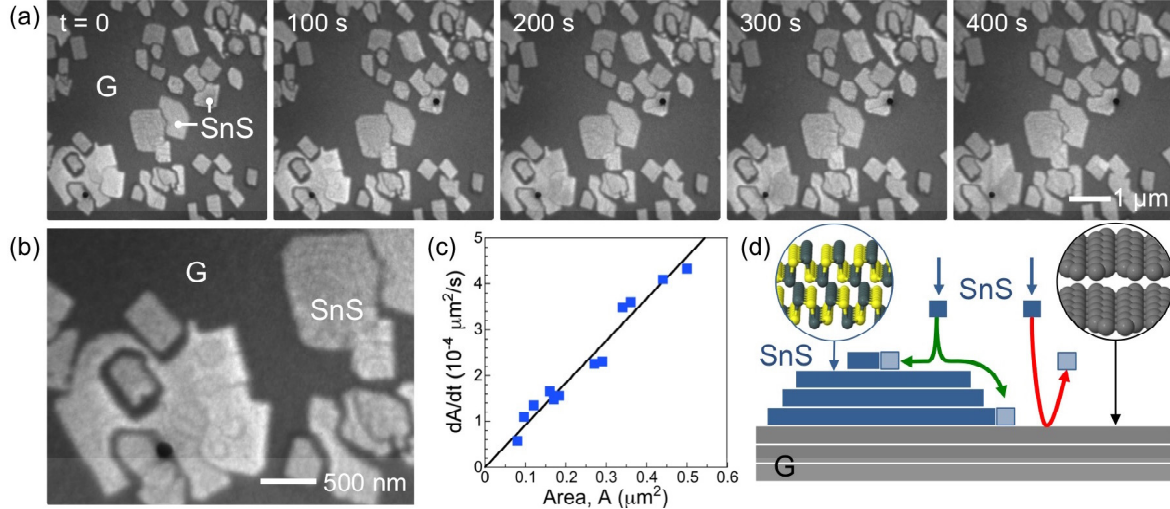 (a)
t = 0
100 s
200 s
300 s
400 s
G
SnS
1 μm
(b)
G
SnS
500 nm
(c)
dA/dt (10⁻⁴ μm²/s)
5
4
3
2
1
0
0 0.1 0.2 0.3 0.4 0.5 0.6
Area, A (μm²)
(d)
SnS
SnS
G